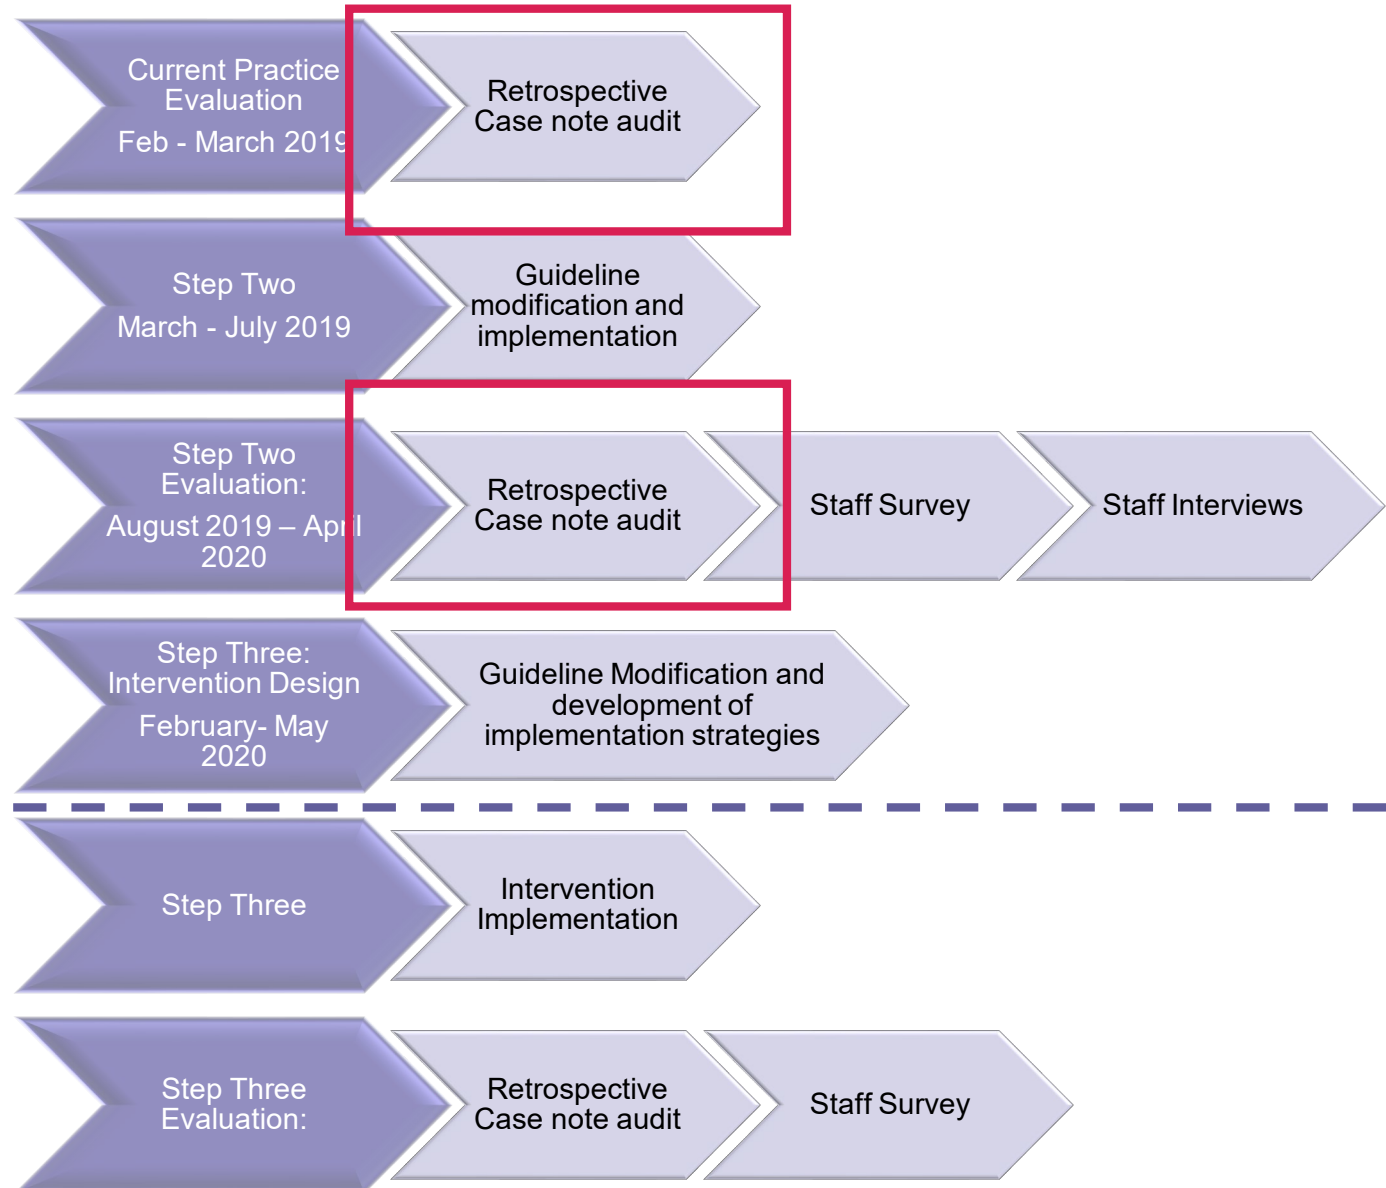 Current Practice
Evaluation
Feb - March 2019
Retrospective
Case note audit
Step Two
March - July 2019
Guideline
modification and
implementation
Step Two
Evaluation:
August 2019 – April
2020
Retrospective
Case note audit
Staff Survey
Staff Interviews
Step Three:
Intervention Design
February- May
2020
Guideline Modification and
development of
implementation strategies
Step Three
Intervention
Implementation
Step Three
Evaluation:
Retrospective
Case note audit
Staff Survey